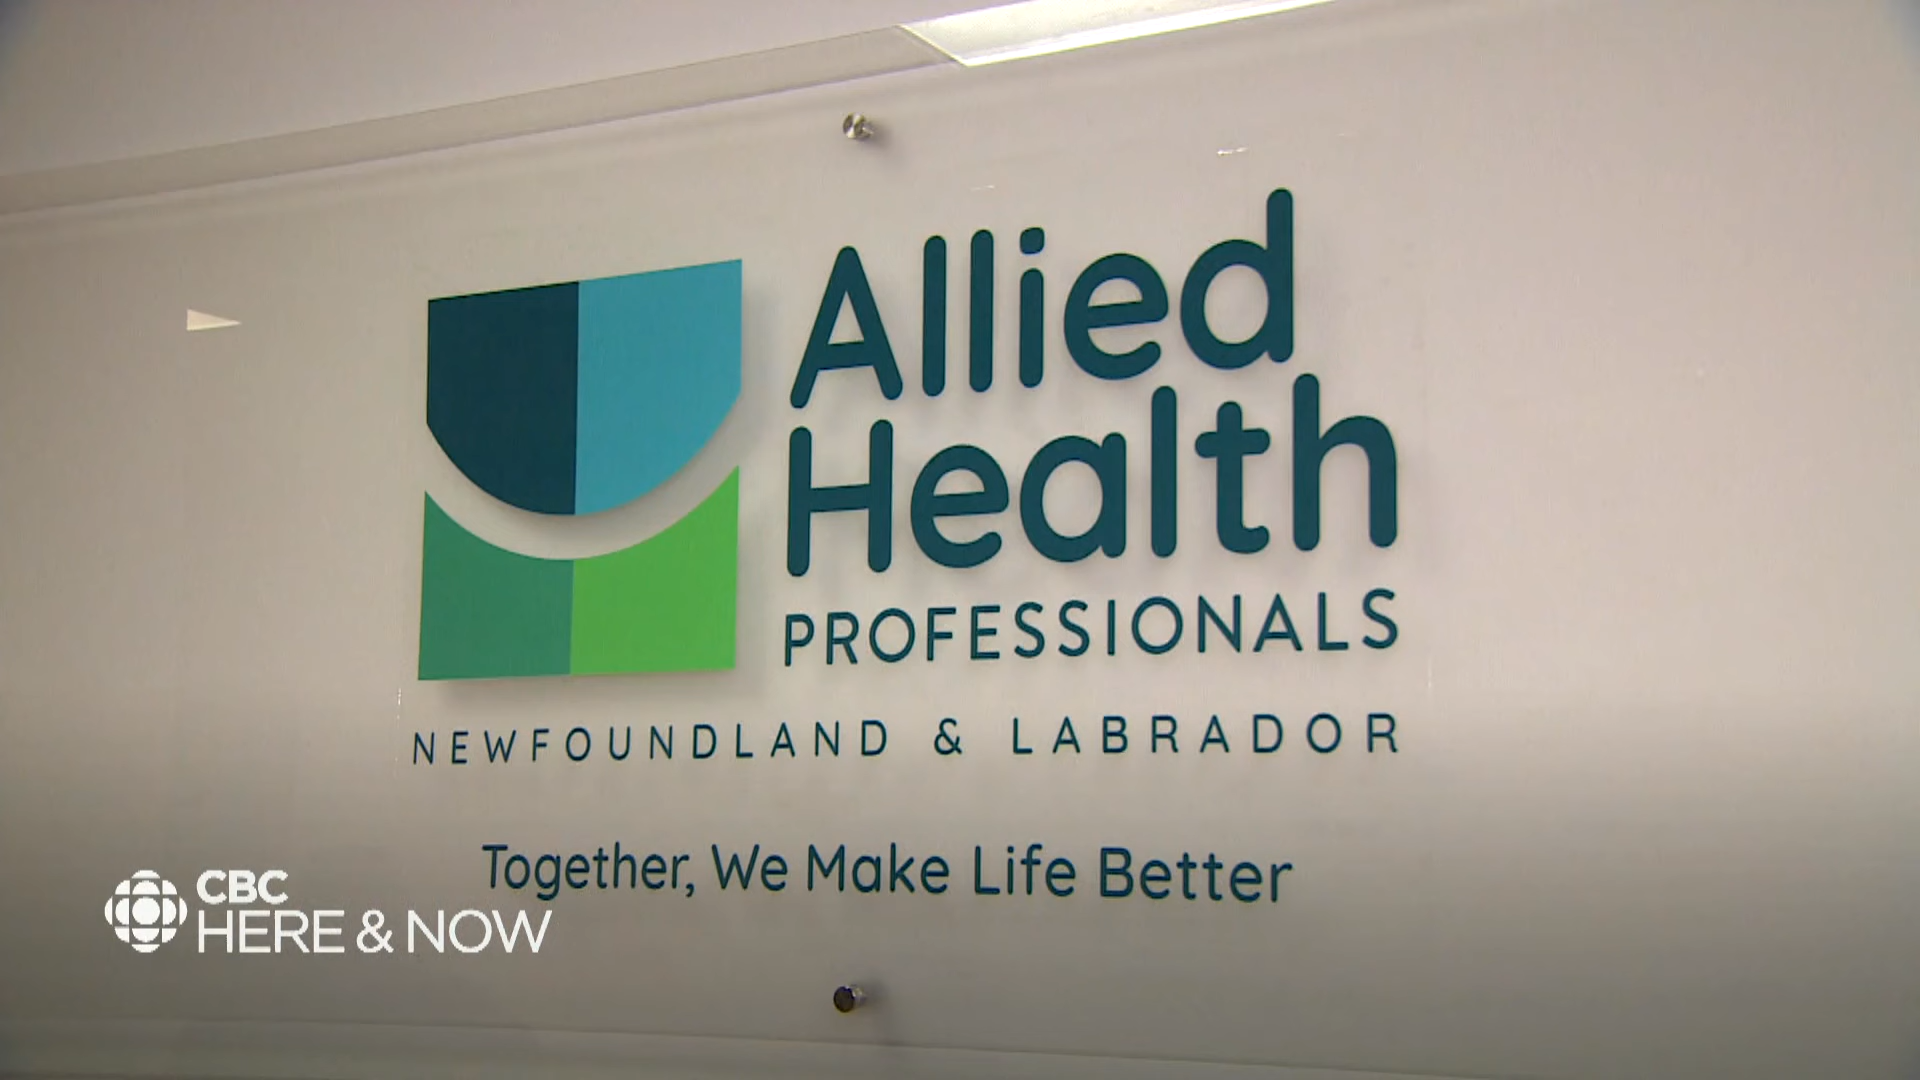 Allied
Health
PROFESSIONALS
NEWFOUNDLAND & LABRADOR
Together, We Make Life Better
CBC
HERE & NOW